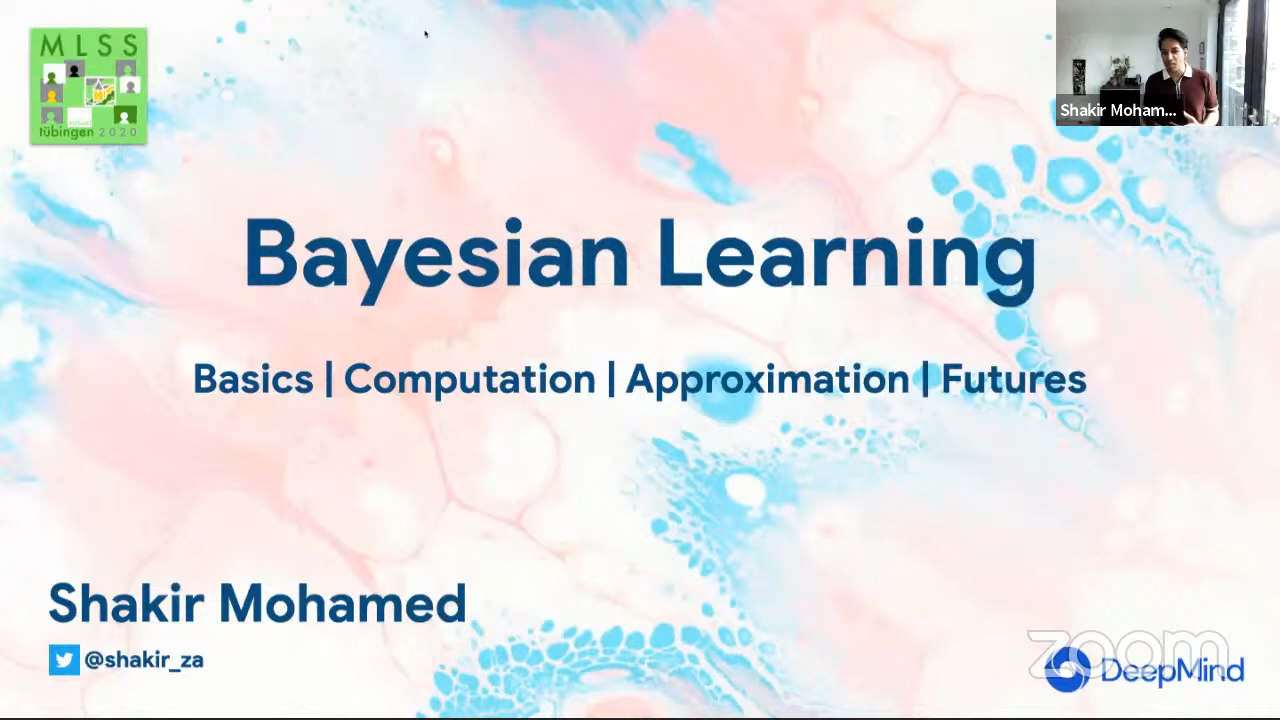 MLSS
tübingen 2020
Shakir Moham...
Bayesian Learning
Basics | Computation | Approximation | Futures
Shakir Mohamed
@shakir_za
zoom
DeepMind